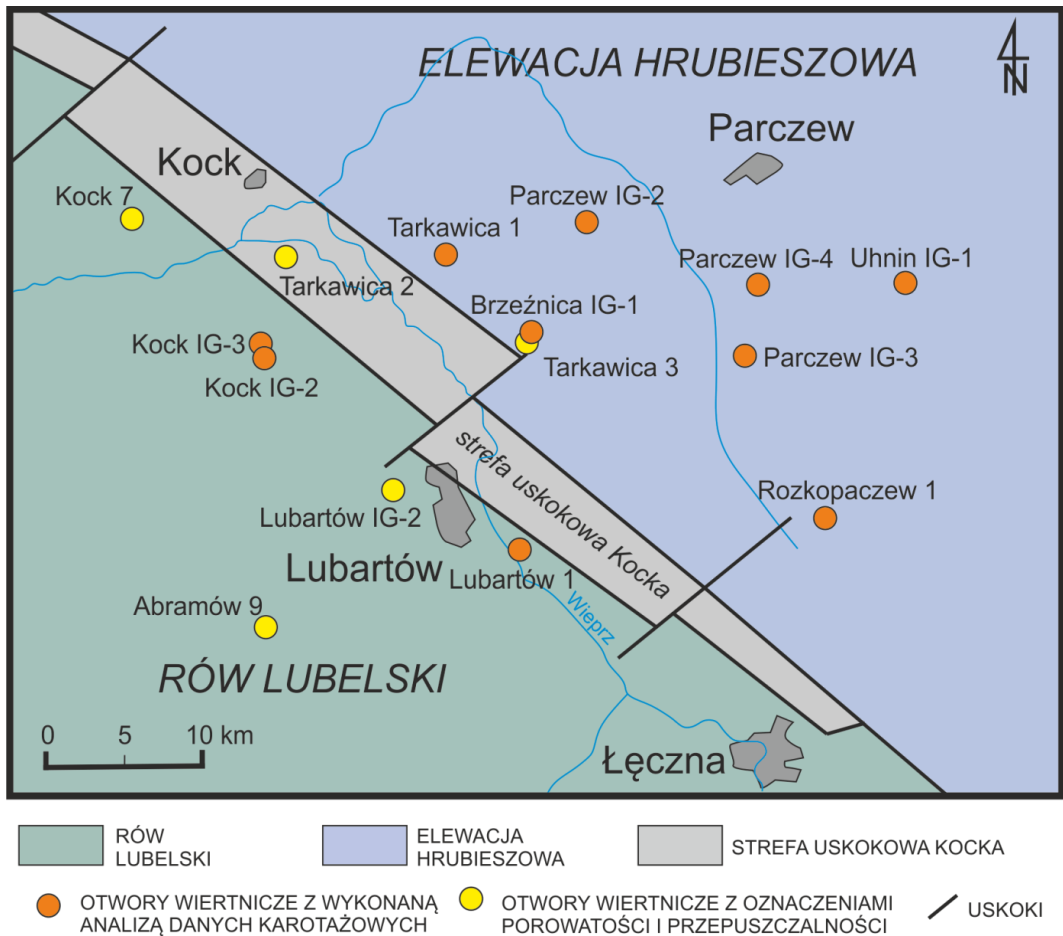 ELEWACJA HRUBIESZOWA
N
Parczew
Kock
Kock 7
Parczew IG-2
Tarkawica 1
Parczew IG-4
Uhnin IG-1
Tarkawica 2
Brzeźnica IG-1
Kock IG-3
Tarkawica 3
Parczew IG-3
Kock IG-2
strefa uskokowa Kocka
Rozkopaczew 1
Lubartów IG-2
Lubartów
Lubartów 1
Abramów 9
Wieprz
RÓW LUBELSKI
0 5 10 km
Łęczna
RÓW
LUBELSKI
ELEWACJA
HRUBIESZOWA
STREFA USKOKOWA KOCKA
OTWORY WIERTNICZE Z WYKONANĄ
ANALIZĄ DANYCH KAROTAŻOWYCH
OTWORY WIERTNICZE Z OZNACZENIAMI
POROWATOŚCI I PRZEPUSZCZALNOŚCI
USKOKI